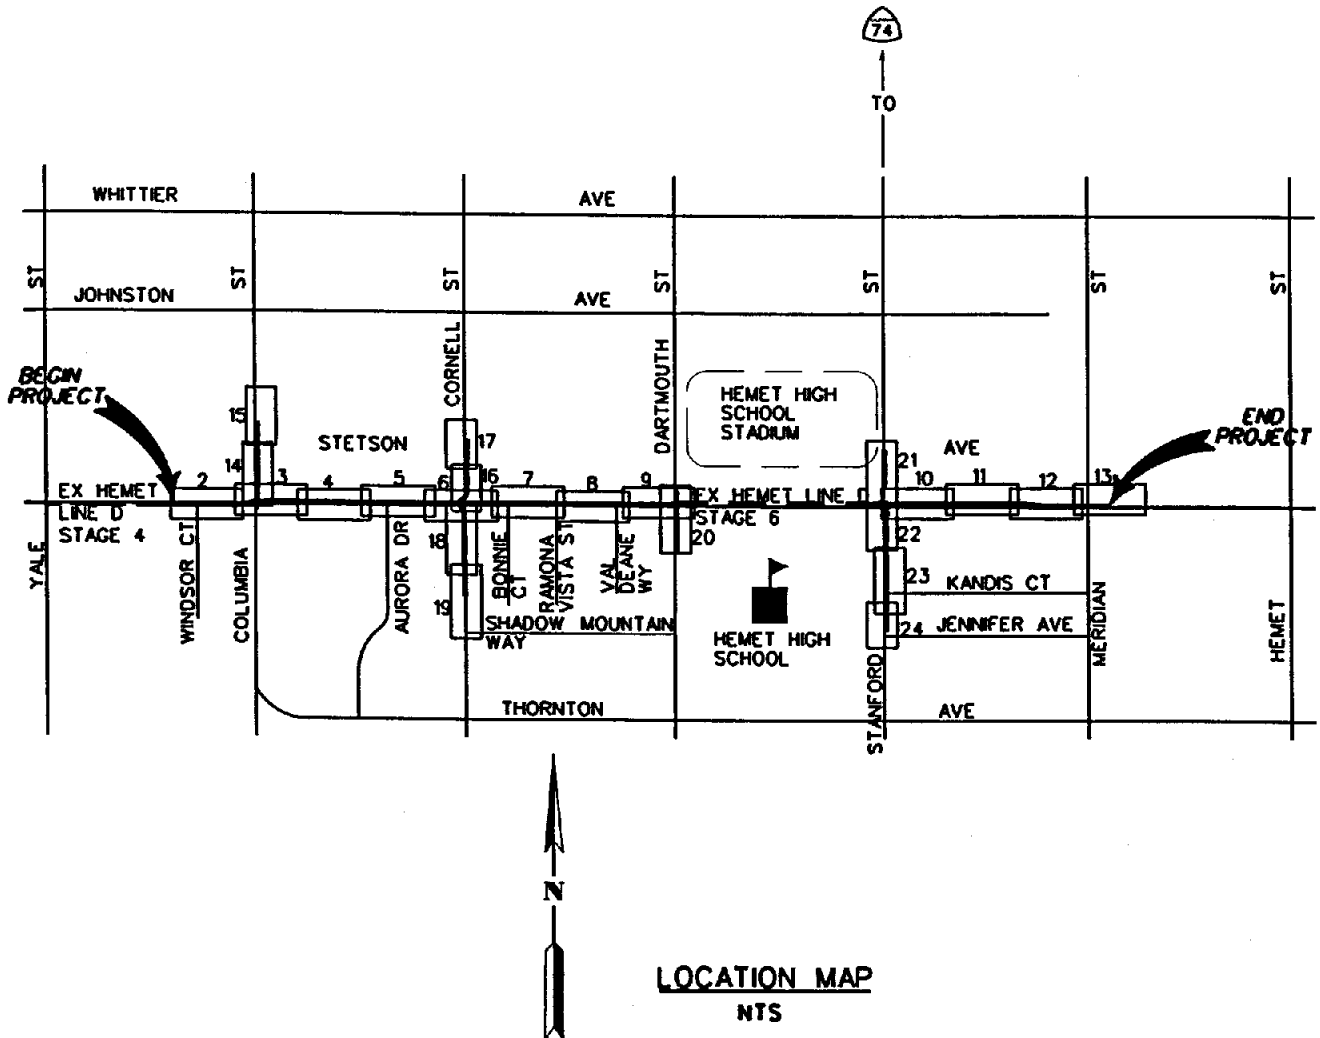 74
TO
WHITTIER AVE
ST
ST
ST
ST
ST
ST
ST
JOHNSTON AVE
CORNELL
DARTMOUTH
BEGIN
PROJECT
HEMET HIGH
SCHOOL
STADIUM
END
PROJECT
15
14
STETSON AVE
17
16
21
2
3
4
5
6
7
8
9
10
11
12
13
EX HEMET
LINE D
STAGE 4
EX HEMET LINE
STAGE 6
18
20
22
23
19
24
YALE
WINDSOR CT
COLUMBIA
AURORA DR
BONNIE
CT
RAMONA
VISTA ST
VAL
DEANE
WY
KANDIS CT
SHADOW MOUNTAIN
WAY
HEMET HIGH
SCHOOL
JENNIFER AVE
STANFORD
MERIDIAN
HEMET
THORNTON AVE
N
LOCATION MAP
NTS